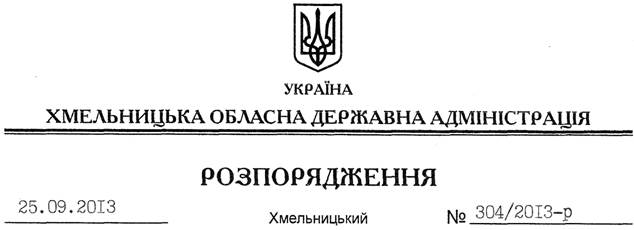 УКРАЇНА
ХМЕЛЬНИЦЬКА ОБЛАСНА ДЕРЖАВНА АДМІНІСТРАЦІЯ
РОЗПОРЯДЖЕННЯ
25.09.2013 Хмельницький № 304/2013-р